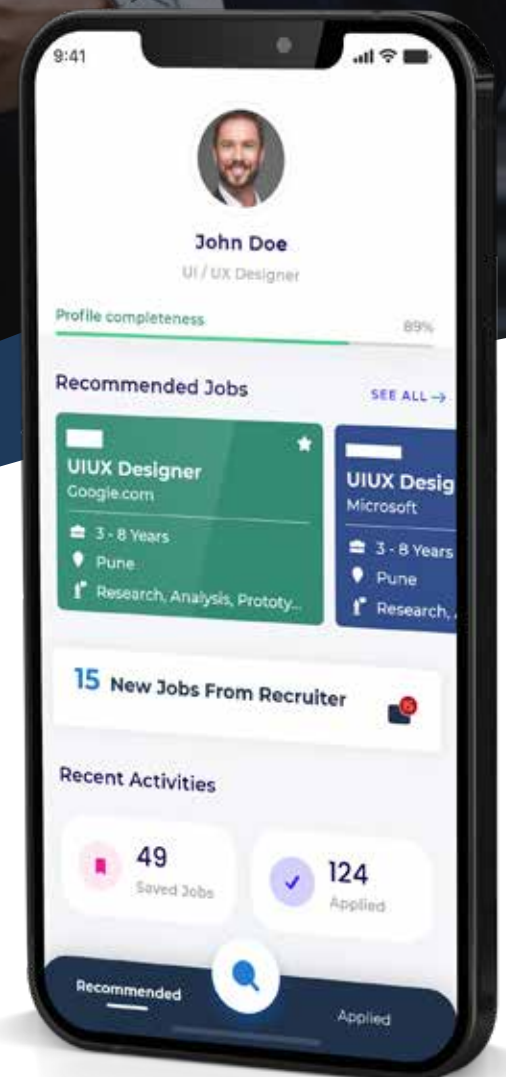 9:41
John Doe
UI / UX Designer
Profile completeness 89%
Recommended Jobs SEE ALL →
UIUX Designer
Google.com
3 - 8 Years
Pune
Research, Analysis, Prototy...
UIUX Desig
Microsoft
3 - 8 Years
Pune
Research,
15 New Jobs From Recruiter
15
Recent Activities
49
Saved Jobs
124
Applied
Recommended
Applied